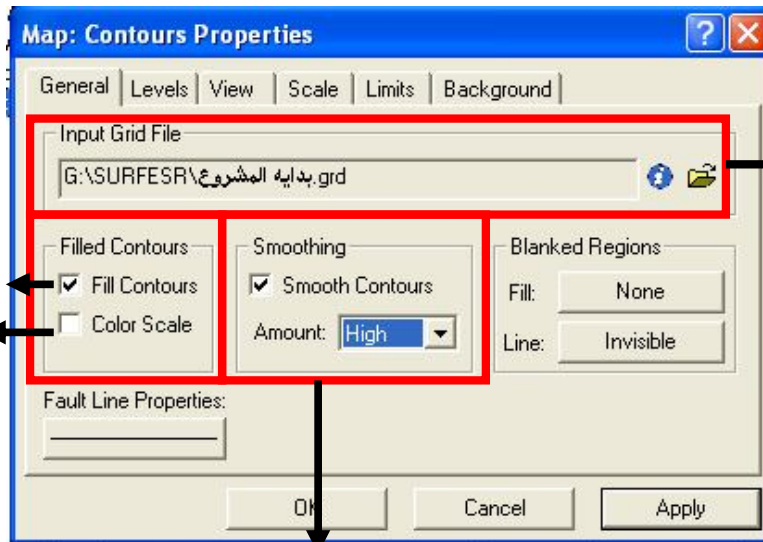 Map: Contours Properties
General Levels View Scale Limits Background
Input Grid File
G:\SURFESR\بدايه المشروع.grd
Filled Contours
Fill Contours
Color Scale
Smoothing
Smooth Contours
Amount: High
Blanked Regions
Fill: None
Line: Invisible
Fault Line Properties:
OK Cancel Apply